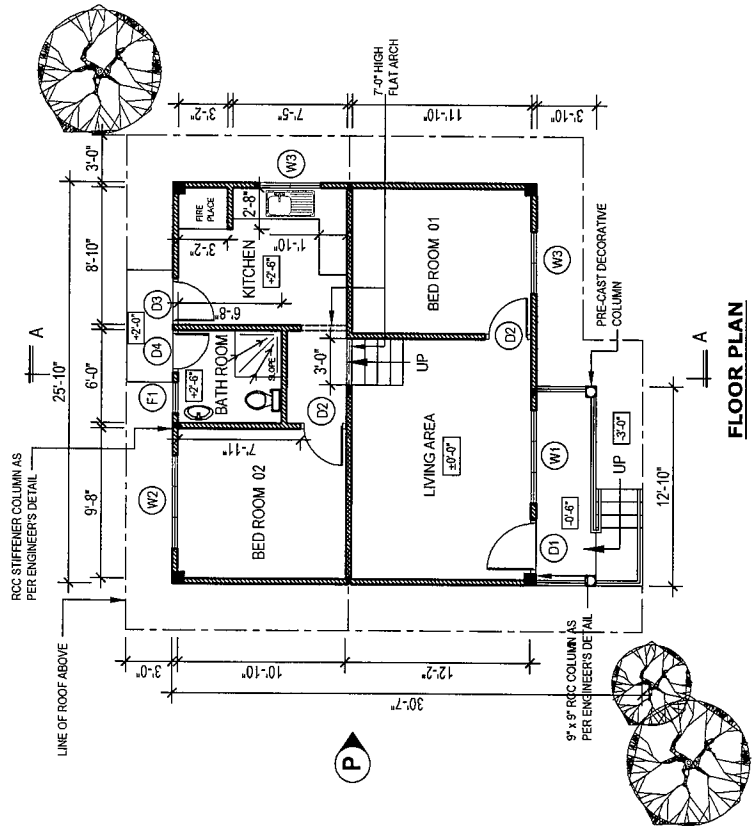 RCC STIFFENER COLUMN AS
PER ENGINEER'S DETAIL
LINE OF ROOF ABOVE
A
25'-10"
9'-8"
6'-0"
8'-10"
3'-0"
+2'-0"
W2
F1
D4
D3
3'-0"
10'-10"
12'-2"
30'-7"
3'-2"
7'-5"
11'-10"
3'-10"
7'-0" HIGH
FLAT ARCH
FIRE
PLACE
2'-8"
3'-2"
1'-10"
W3
KITCHEN
+2'-6"
6'-8"
BATH ROOM
+2'-6"
SLOPE
7'-11"
BED ROOM 02
D2
3'-0"
UP
BED ROOM 01
D2
LIVING AREA
±0'-0"
W3
W1
D1
-0'-6"
UP
-3'-0"
PRE-CAST DECORATIVE
COLUMN
A
12'-10"
9" x 9" RCC COLUMN AS
PER ENGINEER'S DETAIL
P
FLOOR PLAN